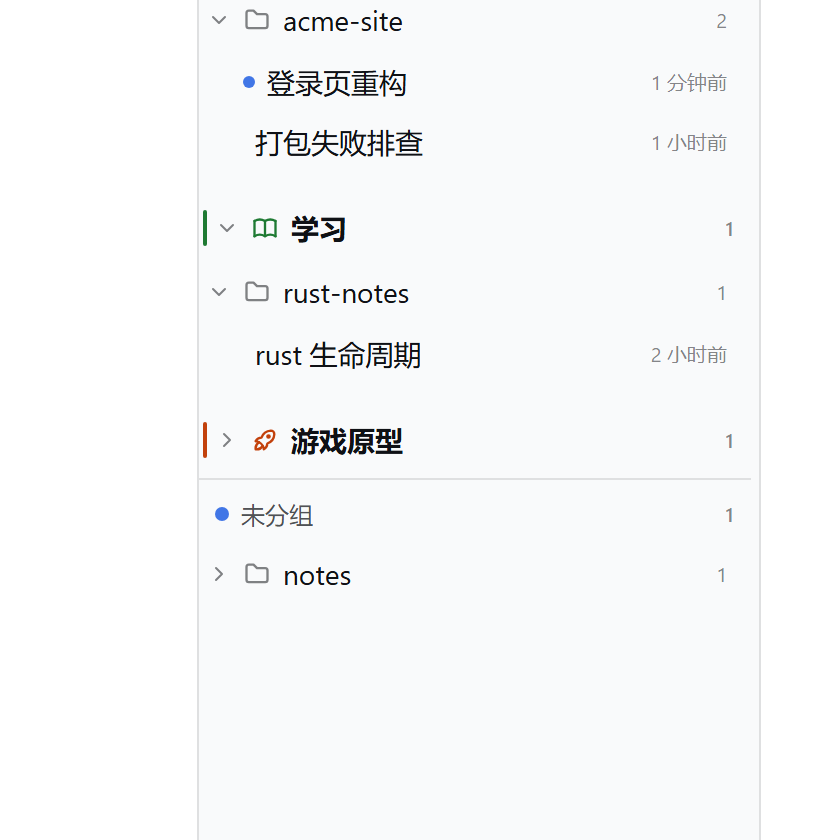 acme-site 2
登录页重构 1 分钟前
打包失败排查 1 小时前
学习 1
rust-notes 1
rust 生命周期 2 小时前
游戏原型 1
未分组 1
notes 1